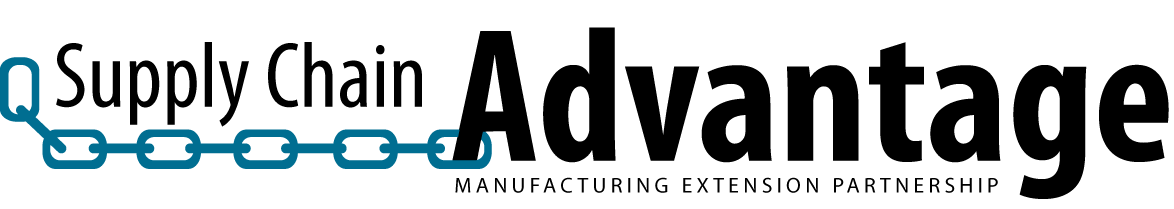 Supply Chain Advantage
MANUFACTURING EXTENSION PARTNERSHIP